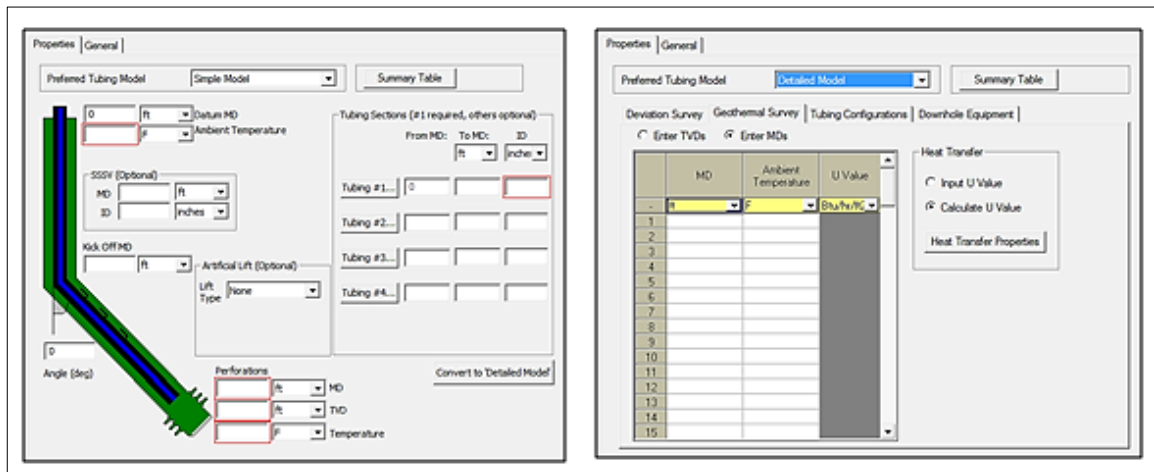 Properties General
Preferred Tubing Model Simple Model Summary Table
0 ft Datum MD
F Ambient Temperature
SSSV (Optional)
MD ft
ID inches
Kick Off MD
ft
Artificial Lift (Optional)
Lift Type None
0
Angle (deg)
Tubing Sections (#1 required, others optional)
From MD: To MD: ID
ft inche
Tubing #1... 0
Tubing #2...
Tubing #3...
Tubing #4...
Perforations
ft MD
ft TVD
F Temperature
Convert to 'Detailed Model'
Properties General
Preferred Tubing Model Detailed Model Summary Table
Deviation Survey Geothermal Survey Tubing Configurations Downhole Equipment
Enter TVDs Enter MDs
MD Ambient Temperature U Value
- ft F Btu/hr/ft2
1
2
3
4
5
6
7
8
9
10
11
12
13
14
15
Heat Transfer
Input U Value
Calculate U Value
Heat Transfer Properties